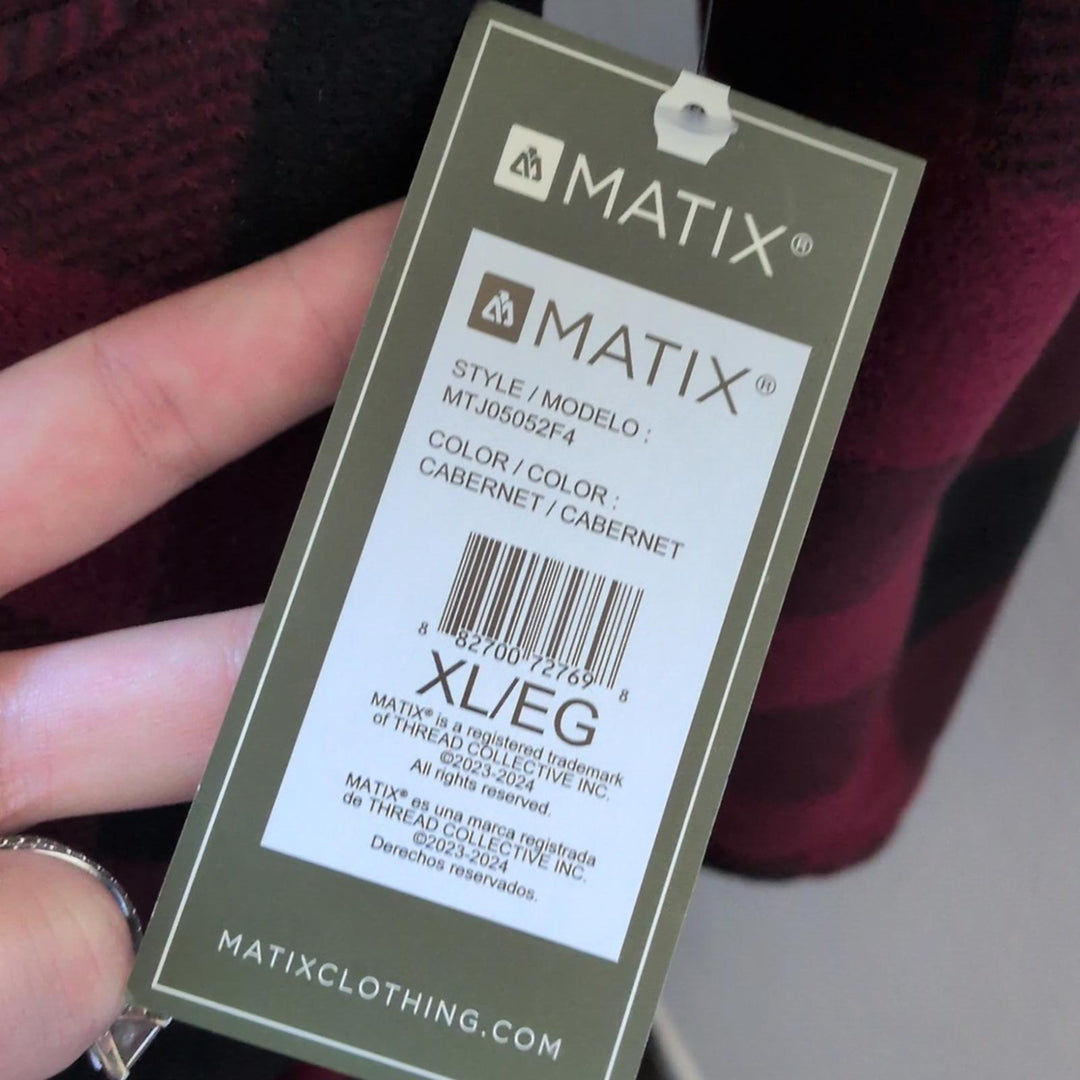 MATIX®
MATIX®
STYLE / MODELO :
MTJ05052F4
COLOR / COLOR :
CABERNET / CABERNET
8 82700 72769 8
XL/EG
MATIX® is a registered trademark
of THREAD COLLECTIVE INC.
©2023-2024
All rights reserved.
MATIX® es una marca registrada
de THREAD COLLECTIVE INC.
©2023-2024
Derechos reservados.
MATIXCLOTHING.COM